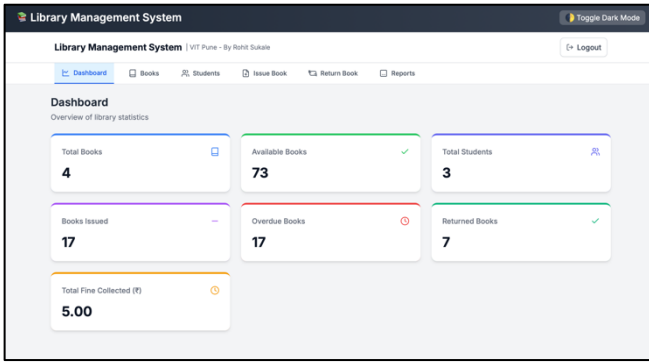 📚 Library Management System
🌗 Toggle Dark Mode
Library Management System | VIT Pune - By Rohit Sukale
Logout
Dashboard Books Students Issue Book Return Book Reports
Dashboard
Overview of library statistics
Total Books
4
Available Books
73
Total Students
3
Books Issued
17
Overdue Books
17
Returned Books
7
Total Fine Collected (₹)
5.00